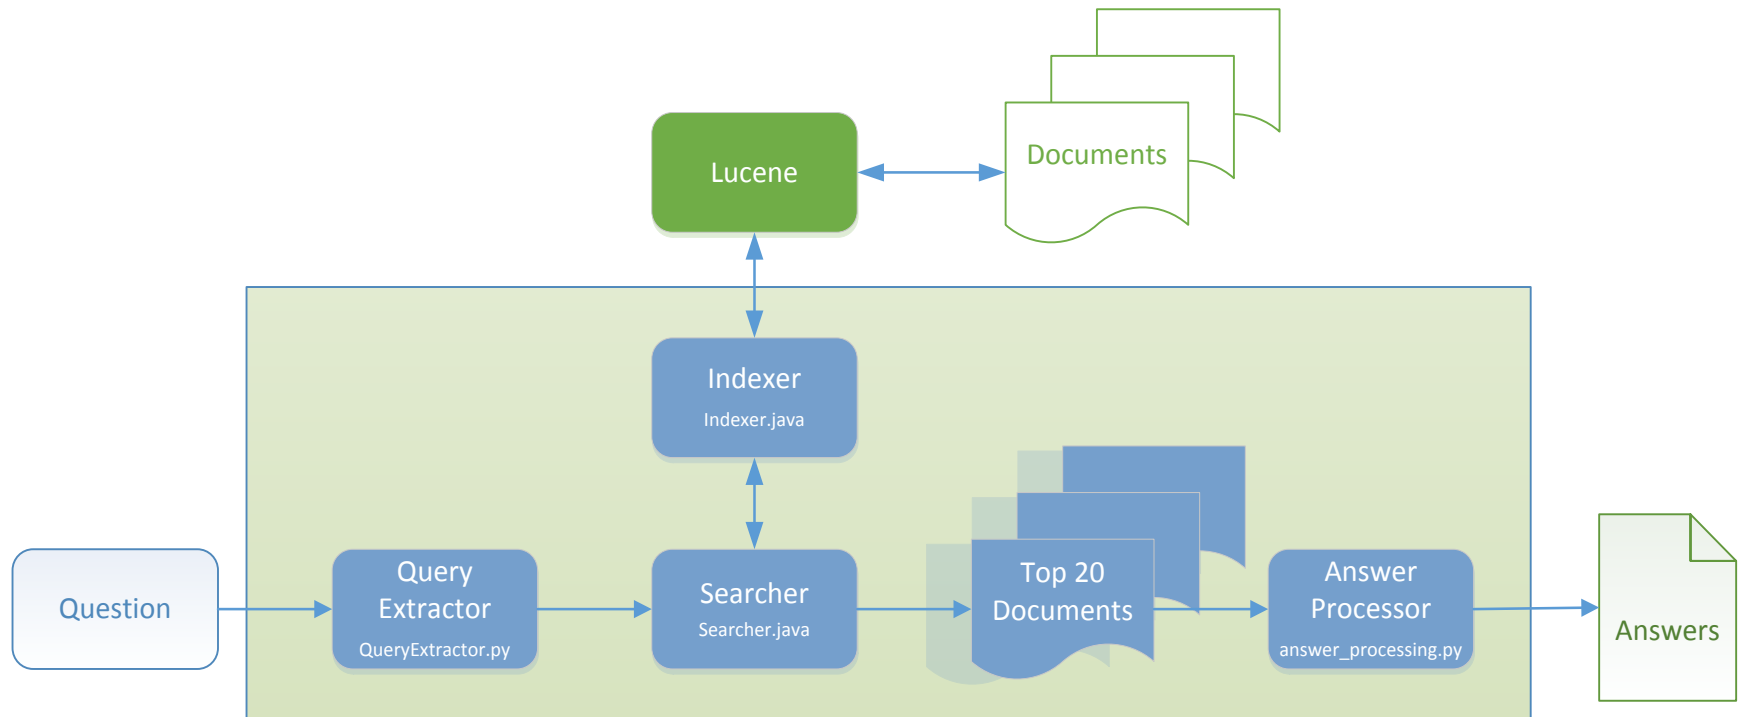 Documents
Lucene
Indexer
Indexer.java
Question
Query
Extractor
QueryExtractor.py
Searcher
Searcher.java
Top 20
Documents
Answer
Processor
answer_processing.py
Answers